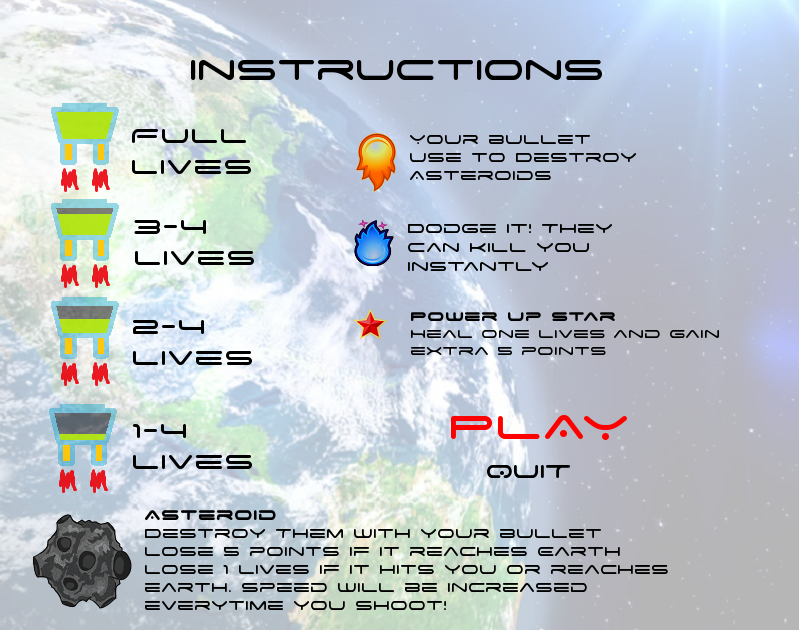 INSTRUCTIONS
FULL
LIVES
3-4
LIVES
2-4
LIVES
1-4
LIVES
YOUR BULLET
USE TO DESTROY
ASTEROIDS
DODGE IT! THEY
CAN KILL YOU
INSTANTLY
POWER UP STAR
HEAL ONE LIVES AND GAIN
EXTRA 5 POINTS
PLAY
QUIT
ASTEROID
DESTROY THEM WITH YOUR BULLET
LOSE 5 POINTS IF IT REACHES EARTH
LOSE 1 LIVES IF IT HITS YOU OR REACHES
EARTH. SPEED WILL BE INCREASED
EVERYTIME YOU SHOOT!